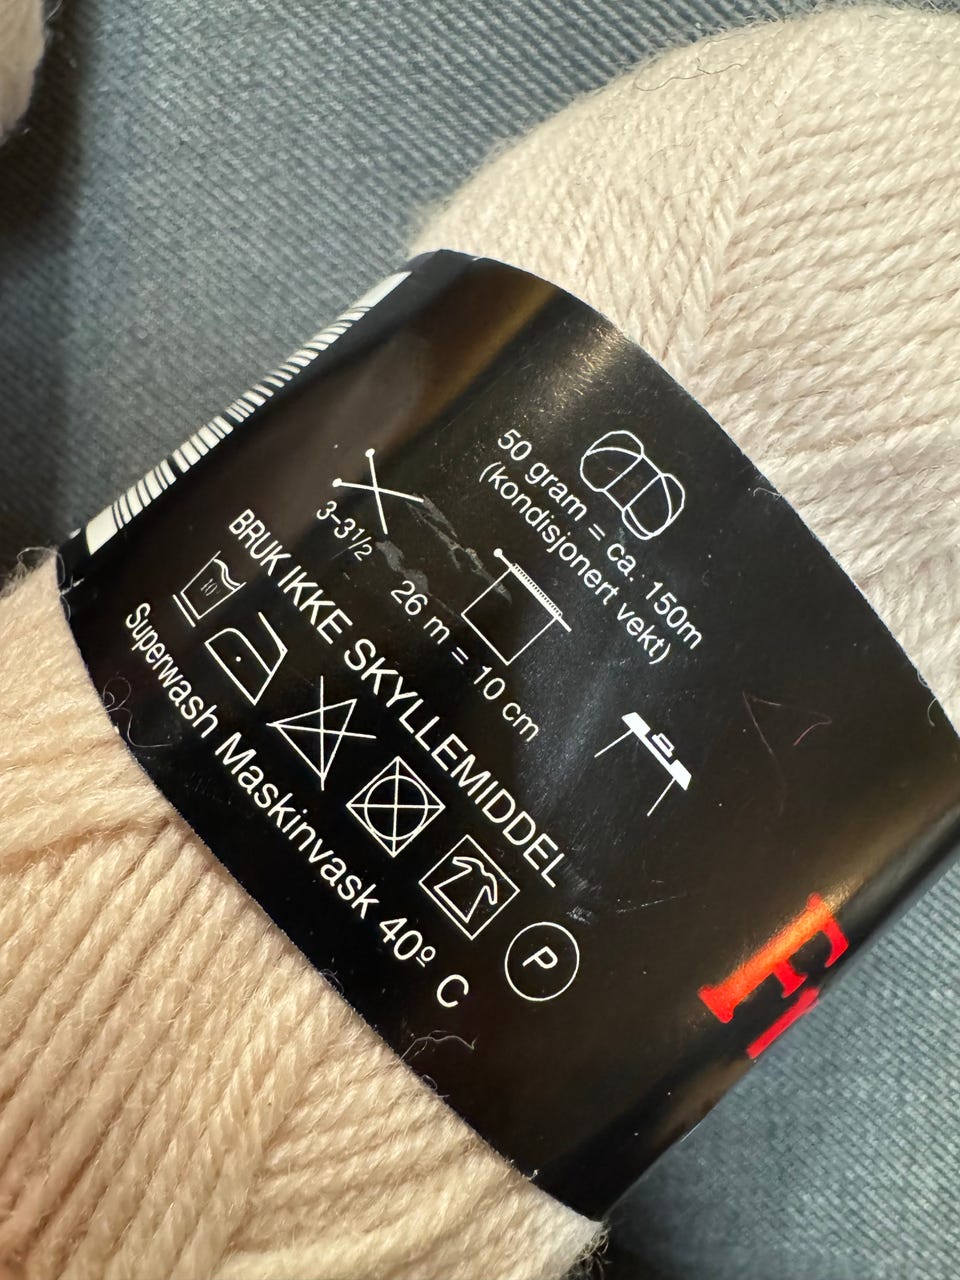 50 gram = ca. 150m
(kondisjonert vekt)
3-3½
26 m = 10 cm
BRUK IKKE SKYLLEMIDDEL
P
Superwash Maskinvask 40º C